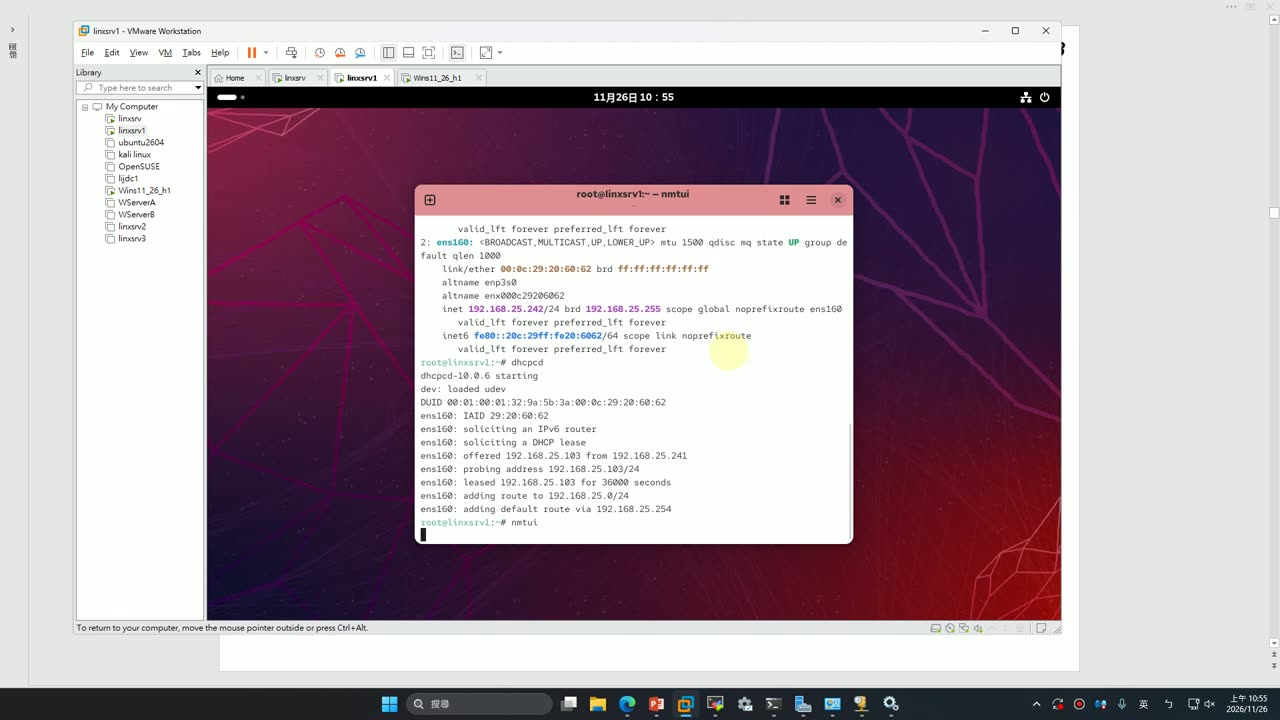 linxsrv1 - VMware Workstation
File Edit View VM Tabs Help
Library
Type here to search
My Computer
linxsrv
linxsrv1
ubuntu2604
kali linux
OpenSUSE
lijdc1
Wins11_26_h1
WServerA
WServerB
linxsrv2
linxsrv3
Home linxsrv linxsrv1 Wins11_26_h1
11月26日 10：55
root@linxsrv1:~ — nmtui
valid_lft forever preferred_lft forever
2: ens160: <BROADCAST,MULTICAST,UP,LOWER_UP> mtu 1500 qdisc mq state UP group de
fault qlen 1000
link/ether 00:0c:29:20:60:62 brd ff:ff:ff:ff:ff:ff
altname enp3s0
altname enx000c29206062
inet 192.168.25.242/24 brd 192.168.25.255 scope global noprefixroute ens160
valid_lft forever preferred_lft forever
inet6 fe80::20c:29ff:fe20:6062/64 scope link noprefixroute
valid_lft forever preferred_lft forever
root@linxsrv1:~# dhcpcd
dhcpcd-10.0.6 starting
dev: loaded udev
DUID 00:01:00:01:32:9a:5b:3a:00:0c:29:20:60:62
ens160: IAID 29:20:60:62
ens160: soliciting an IPv6 router
ens160: soliciting a DHCP lease
ens160: offered 192.168.25.103 from 192.168.25.241
ens160: probing address 192.168.25.103/24
ens160: leased 192.168.25.103 for 36000 seconds
ens160: adding route to 192.168.25.0/24
ens160: adding default route via 192.168.25.254
root@linxsrv1:~# nmtui
To return to your computer, move the mouse pointer outside or press Ctrl+Alt.
搜尋
英
上午 10:55
2026/11/26